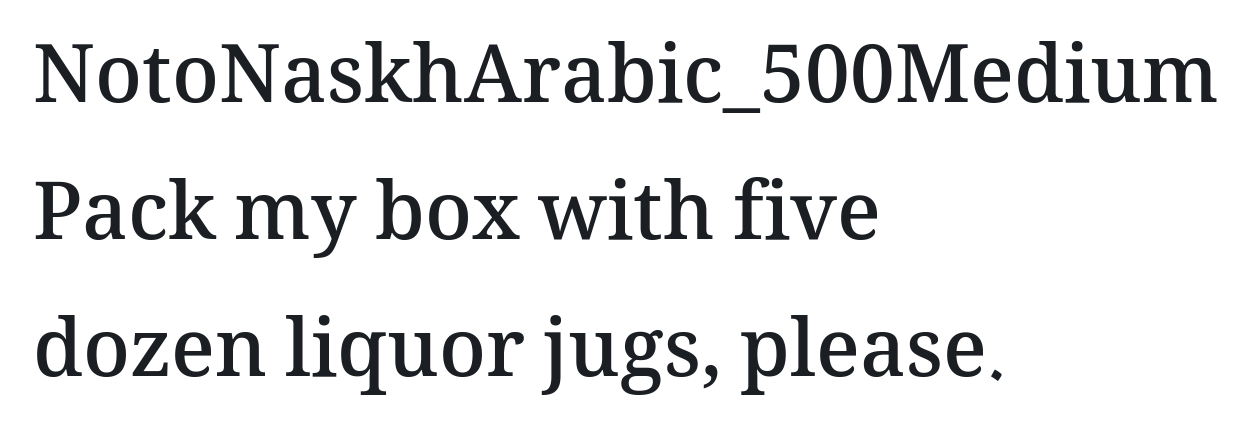 NotoNaskhArabic_500Medium
Pack my box with five
dozen liquor jugs, please.